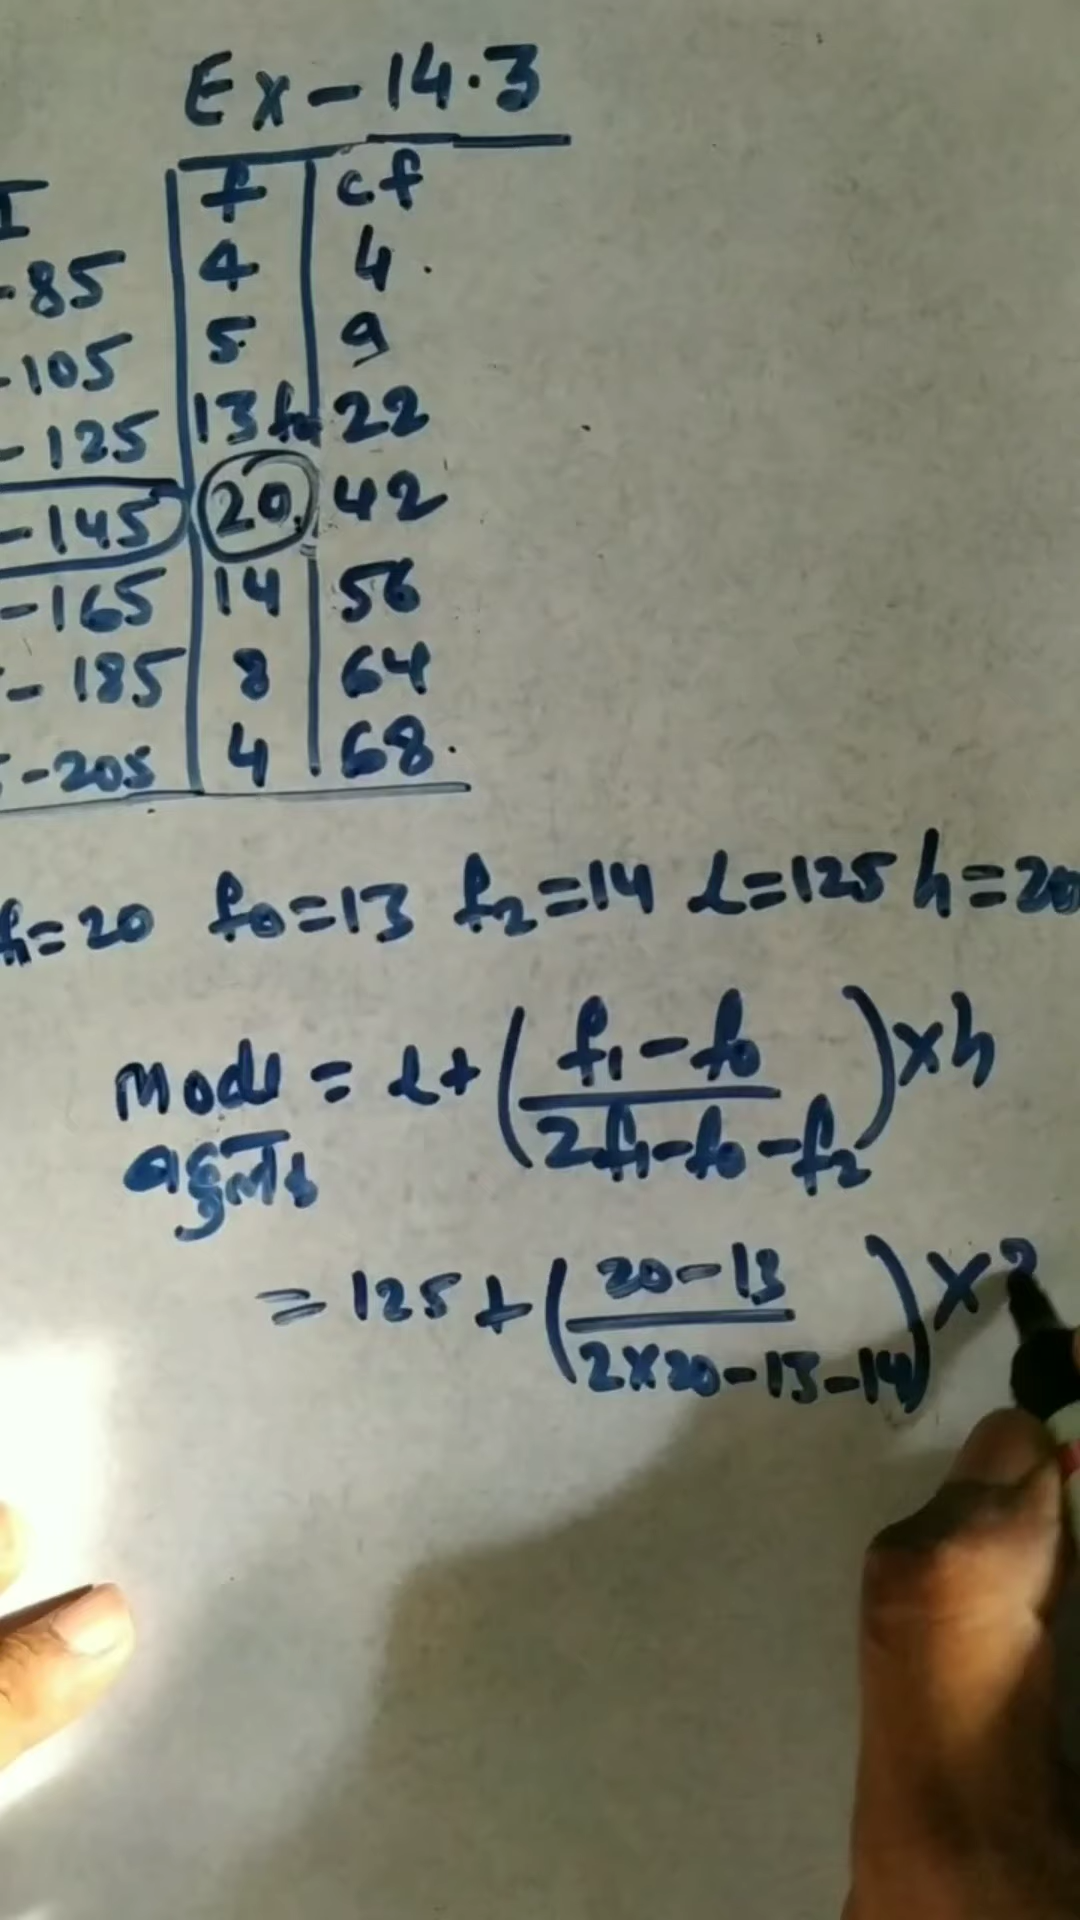 Ex-14.3
I f cf
-85 4 4
-105 5 9
-125 13 f₀ 22
-145 20 42
-165 14 56
-185 8 64
5-205 4 68
f₁=20 f₀=13 f₂=14 l=125 h=20
mode = l+(f₁-f₀/2f₁-f₀-f₂)×h
= 125+(20-13/2×20-13-14)×2